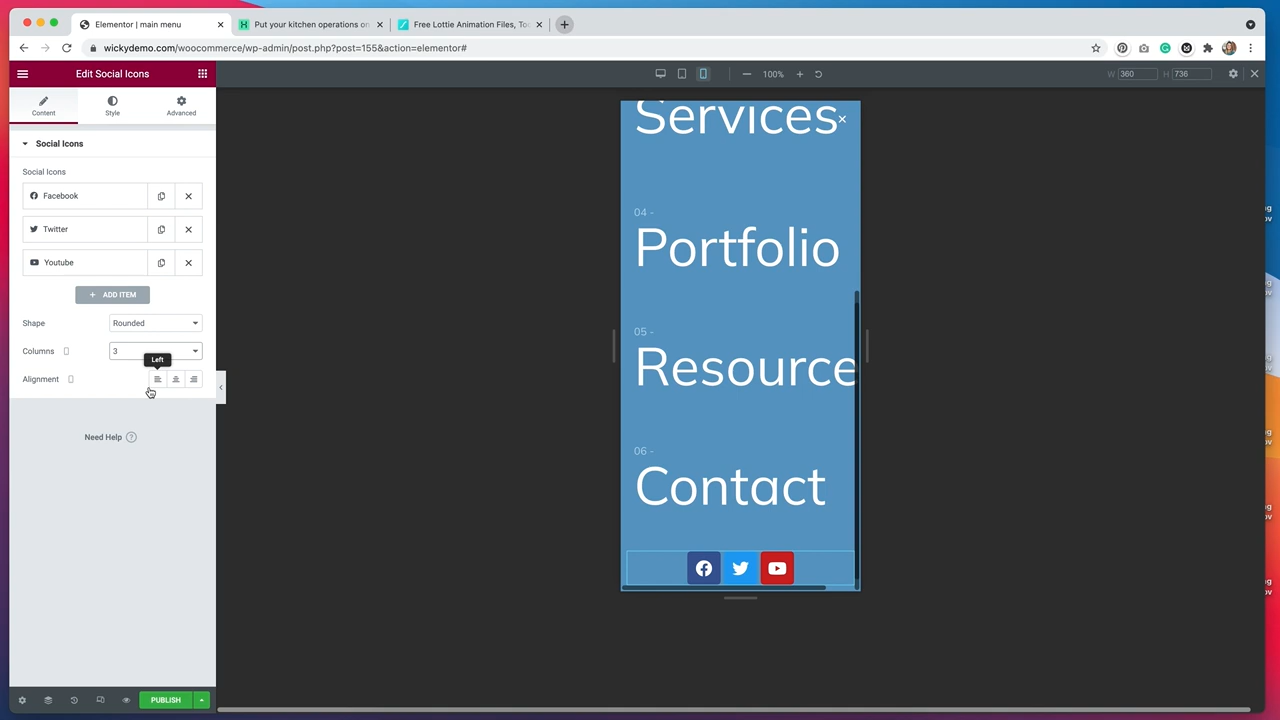 Elementor | main menu
Put your kitchen operations on
Free Lottie Animation Files, Too
wickydemo.com/woocommerce/wp-admin/post.php?post=155&action=elementor#
Edit Social Icons
100%
W 360
H 736
Content
Style
Advanced
Social Icons
Social Icons
Facebook
Twitter
Youtube
+ ADD ITEM
Shape
Rounded
Columns
3
Left
Alignment
Need Help ?
PUBLISH
Services
04 -
Portfolio
05 -
Resource
06 -
Contact